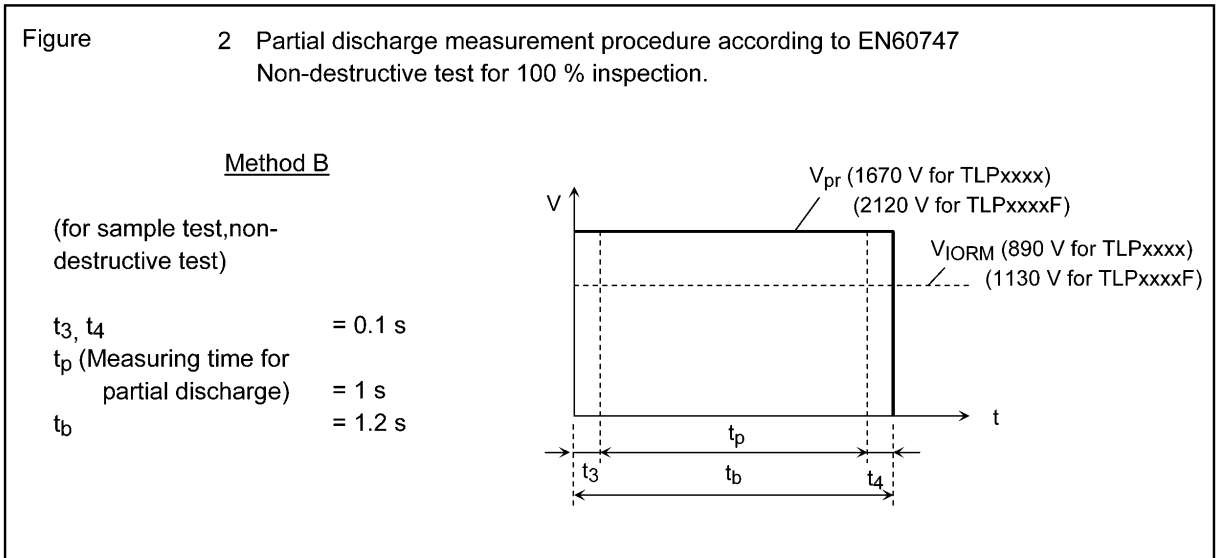 Figure 2 Partial discharge measurement procedure according to EN60747
Non-destructive test for 100 % inspection.
Method B
(for sample test,non-
destructive test)
t3, t4 = 0.1 s
tp (Measuring time for
partial discharge) = 1 s
tb = 1.2 s
Vpr (1670 V for TLPxxxx)
(2120 V for TLPxxxxF)
V
VIORM (890 V for TLPxxxx)
(1130 V for TLPxxxxF)
t
tp
t3 tb t4